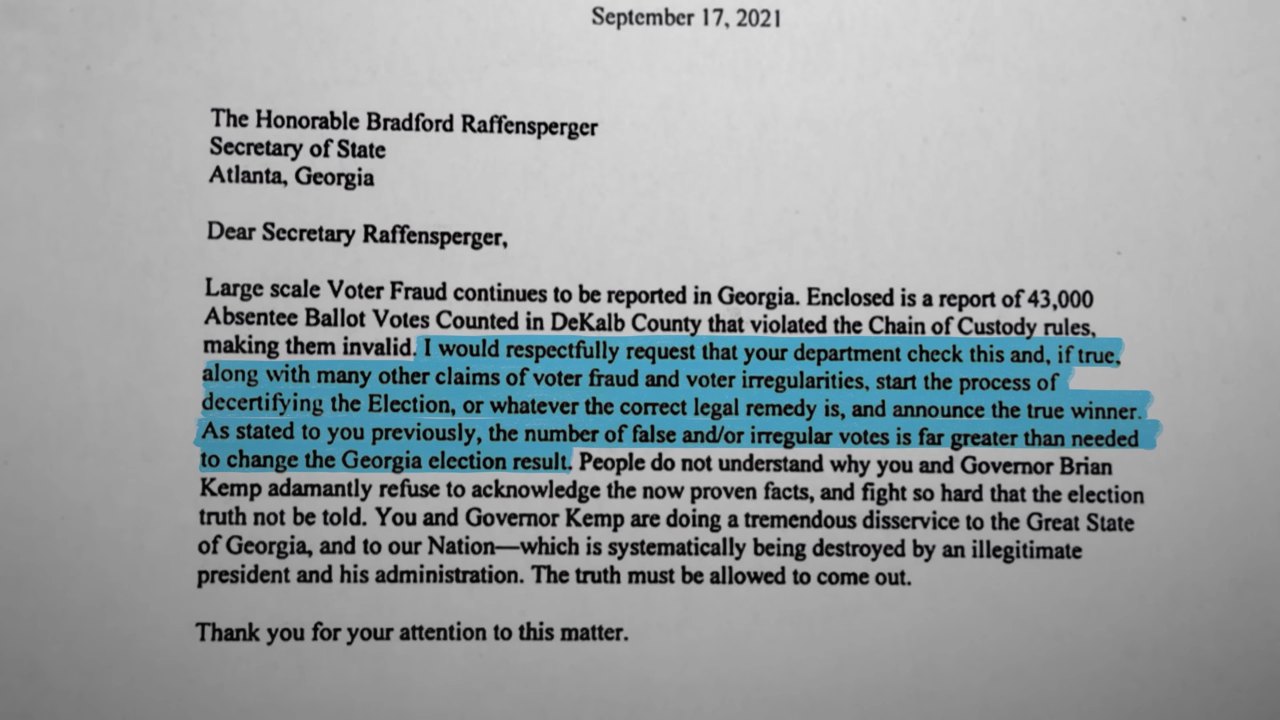 September 17, 2021
The Honorable Bradford Raffensperger
Secretary of State
Atlanta, Georgia
Dear Secretary Raffensperger,
Large scale Voter Fraud continues to be reported in Georgia. Enclosed is a report of 43,000
Absentee Ballot Votes Counted in DeKalb County that violated the Chain of Custody rules,
making them invalid. I would respectfully request that your department check this and, if true,
along with many other claims of voter fraud and voter irregularities, start the process of
decertifying the Election, or whatever the correct legal remedy is, and announce the true winner.
As stated to you previously, the number of false and/or irregular votes is far greater than needed
to change the Georgia election result. People do not understand why you and Governor Brian
Kemp adamantly refuse to acknowledge the now proven facts, and fight so hard that the election
truth not be told. You and Governor Kemp are doing a tremendous disservice to the Great State
of Georgia, and to our Nation—which is systematically being destroyed by an illegitimate
president and his administration. The truth must be allowed to come out.
Thank you for your attention to this matter.